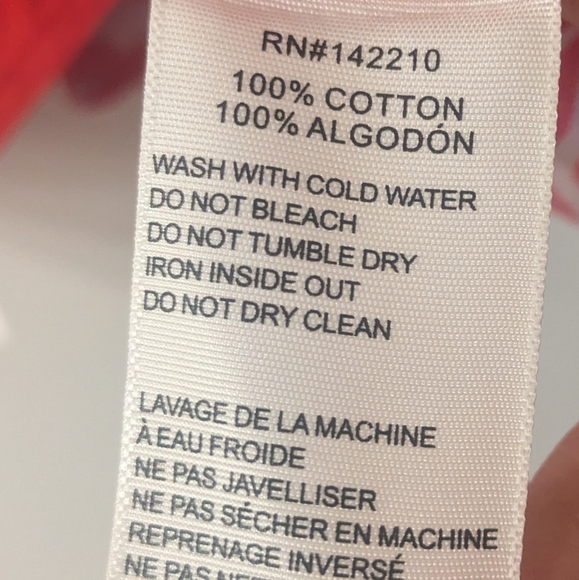 RN#142210
100% COTTON
100% ALGODÓN
WASH WITH COLD WATER
DO NOT BLEACH
DO NOT TUMBLE DRY
IRON INSIDE OUT
DO NOT DRY CLEAN
LAVAGE DE LA MACHINE
À EAU FROIDE
NE PAS JAVELLISER
NE PAS SÉCHER EN MACHINE
REPRENAGE INVERSÉ
NE PAS